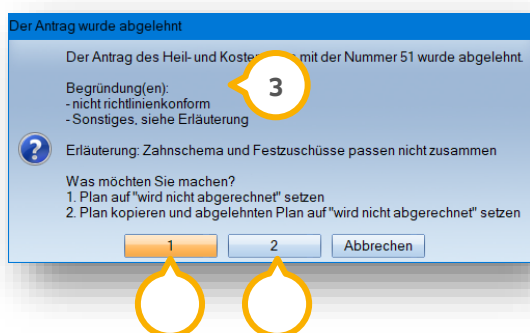 Der Antrag wurde abgelehnt
Der Antrag des Heil- und mit der Nummer 51 wurde abgelehnt.
Begründung(en):
- nicht richtlinienkonform
- Sonstiges, siehe Erläuterung
3
Erläuterung: Zahnschema und Festzuschüsse passen nicht zusammen
Was möchten Sie machen?
1. Plan auf "wird nicht abgerechnet" setzen
2. Plan kopieren und abgelehnten Plan auf "wird nicht abgerechnet" setzen
1 2 Abbrechen